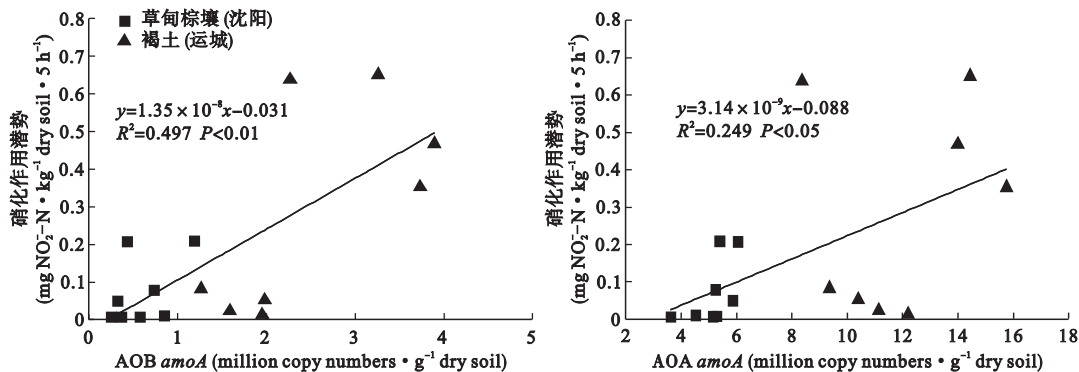 0.8
0.7
0.6
0.5
0.4
0.3
0.2
0.1
0
硝化作用潜势
(mg NO₂⁻−N·kg⁻¹ dry soil·5 h⁻¹)
■ 草甸棕壤 (沈阳)
▲ 褐土 (运城)
y=1.35×10⁻⁸x−0.031
R²=0.497 P<0.01
0 1 2 3 4 5
AOB amoA (million copy numbers·g⁻¹ dry soil)
0.8
0.7
0.6
0.5
0.4
0.3
0.2
0.1
0
硝化作用潜势
(mg NO₂⁻−N·kg⁻¹ dry soil·5 h⁻¹)
y=3.14×10⁻⁹x−0.088
R²=0.249 P<0.05
2 4 6 8 10 12 14 16 18
AOA amoA (million copy numbers·g⁻¹ dry soil)